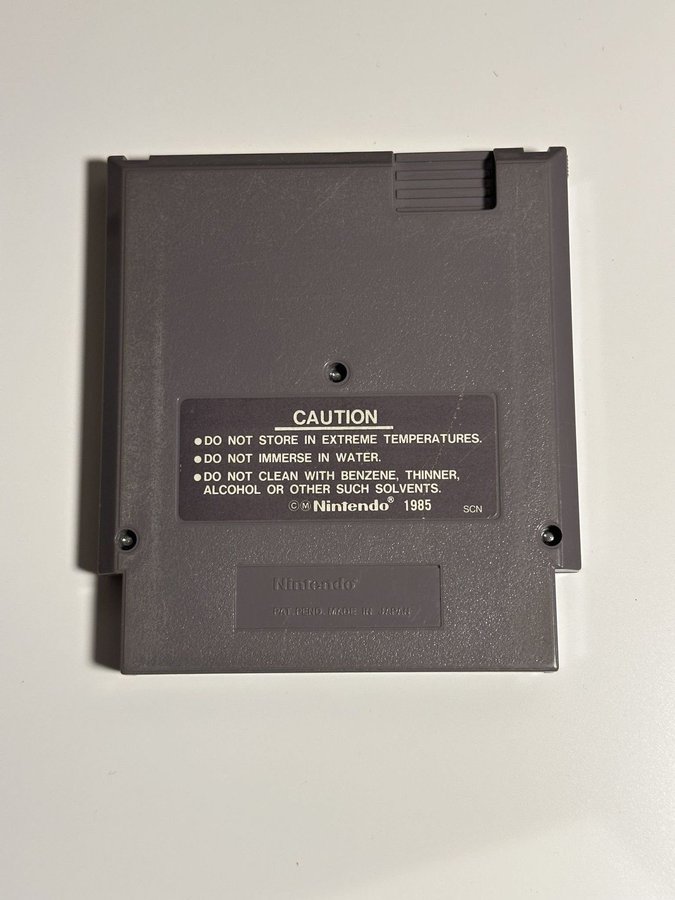 CAUTION
●DO NOT STORE IN EXTREME TEMPERATURES.
●DO NOT IMMERSE IN WATER.
●DO NOT CLEAN WITH BENZENE, THINNER,
ALCOHOL OR OTHER SUCH SOLVENTS.
ⒸⓂNintendo® 1985 SCN
Nintendo®
PAT. PEND. MADE IN JAPAN